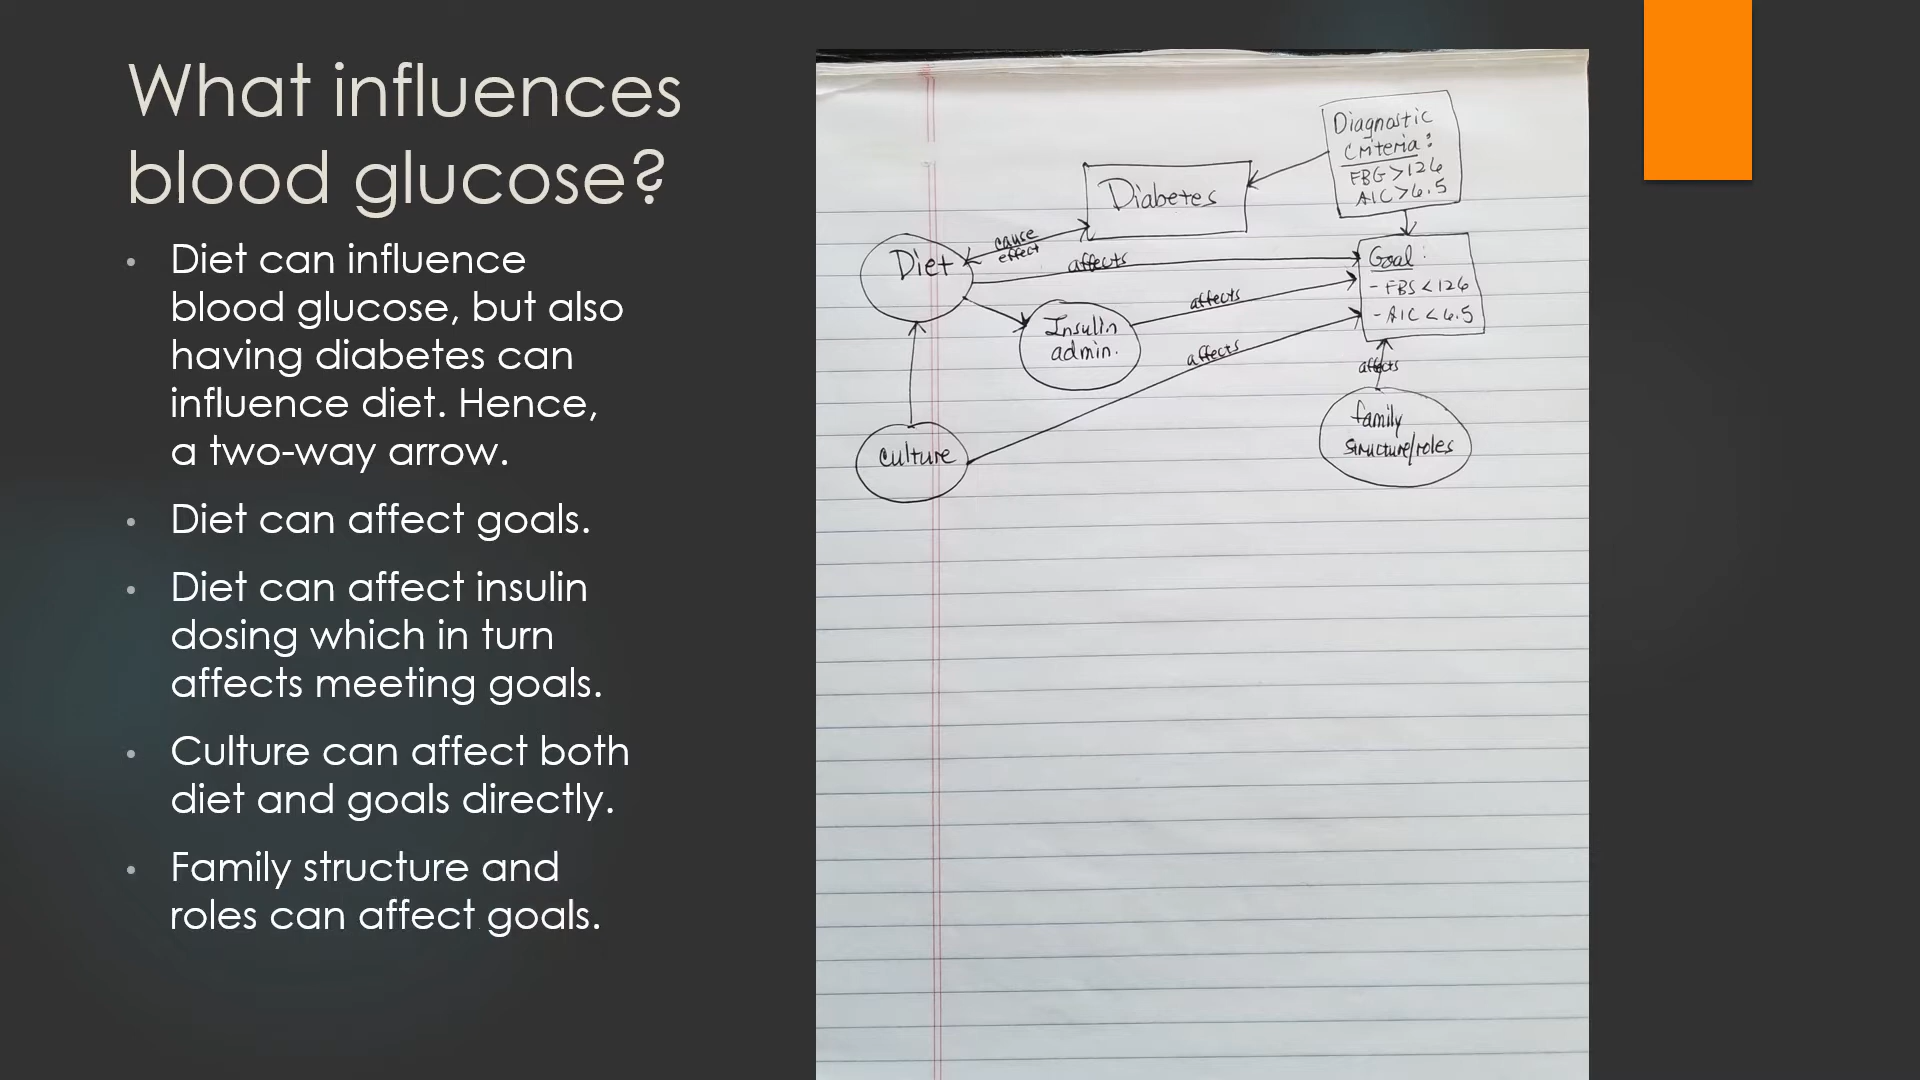 What influences
blood glucose?
• Diet can influence
blood glucose, but also
having diabetes can
influence diet. Hence,
a two-way arrow.
• Diet can affect goals.
• Diet can affect insulin
dosing which in turn
affects meeting goals.
• Culture can affect both
diet and goals directly.
• Family structure and
roles can affect goals.
Diagnostic
Criteria:
FBG > 126
A1C > 6.5
Diabetes
cause
effect
Diet
affects
Goal:
- FBS < 126
- A1C < 6.5
affects
Insulin
admin.
affects
affects
culture
family
structure/roles